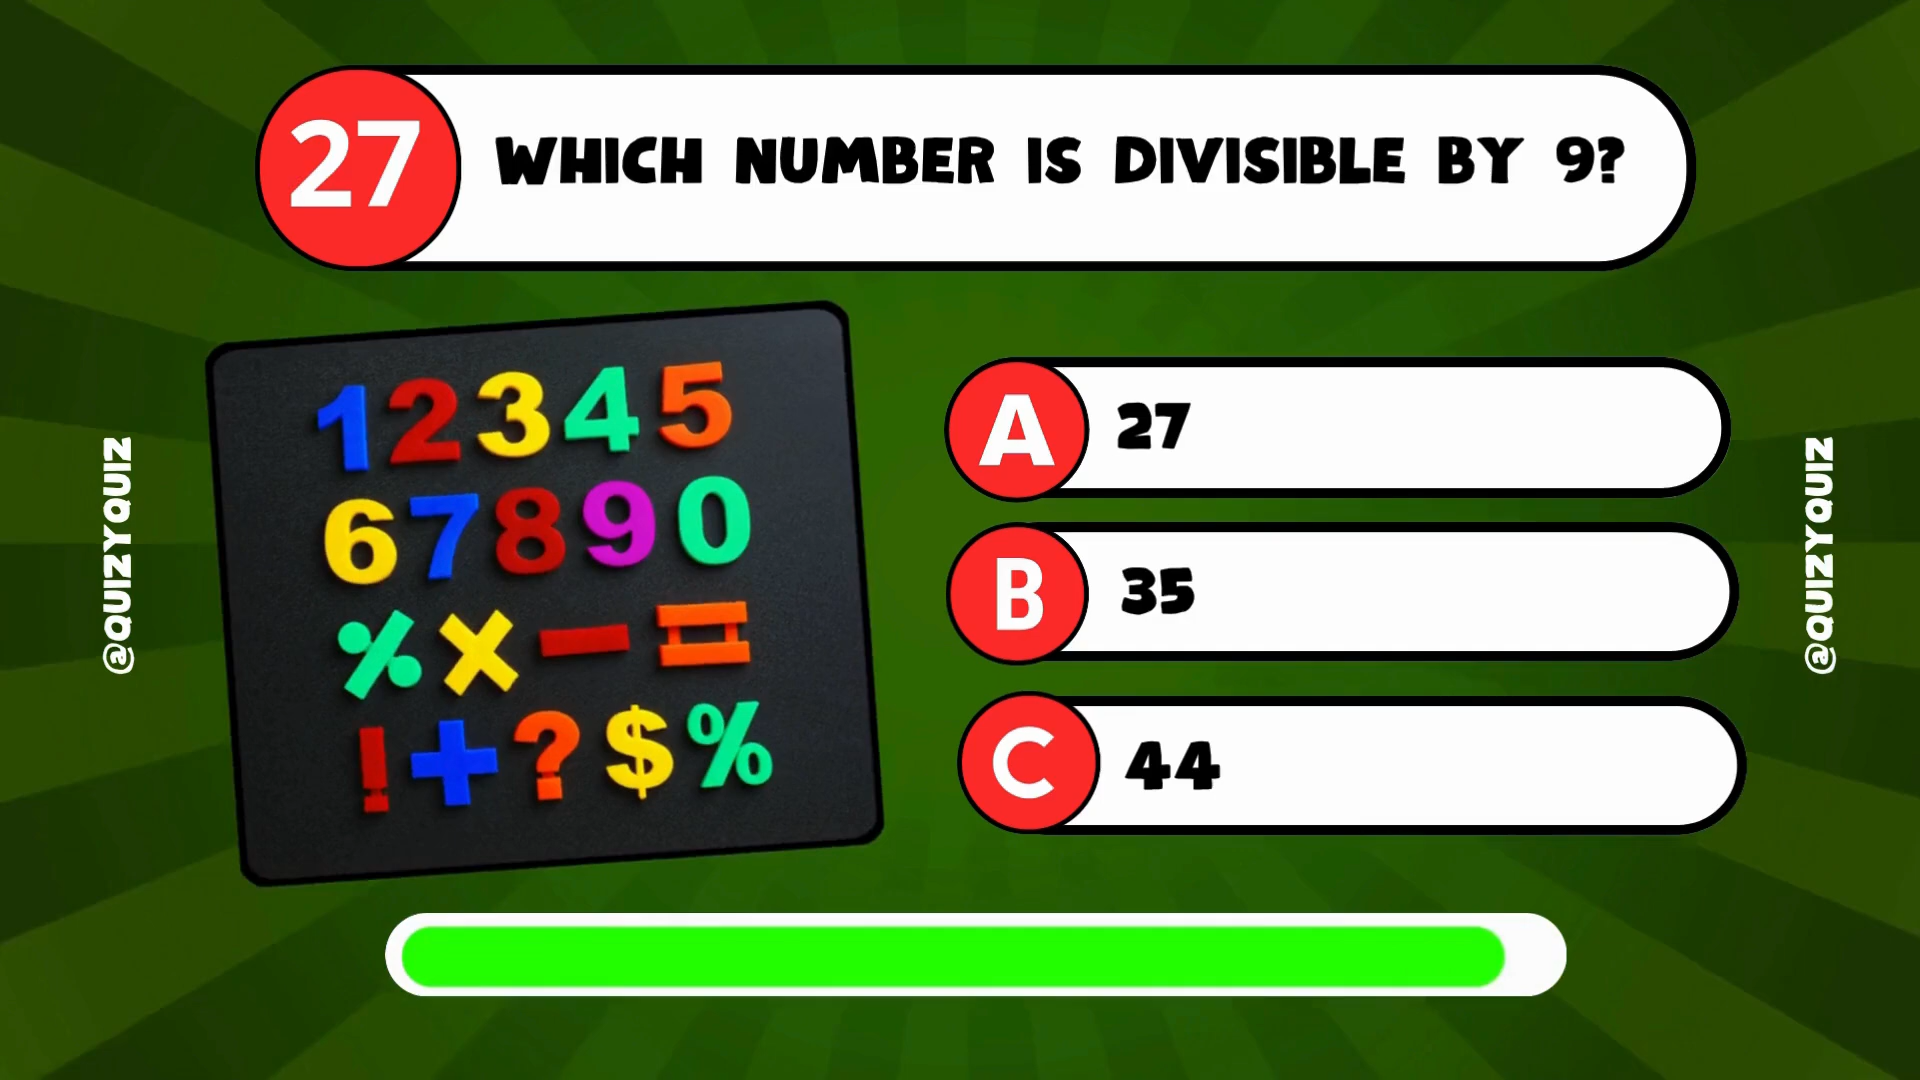 27
WHICH NUMBER IS DIVISIBLE BY 9?
12345
67890
%×-=
!+?$%
A 27
B 35
C 44
@QUIZYQUIZ
@QUIZYQUIZ